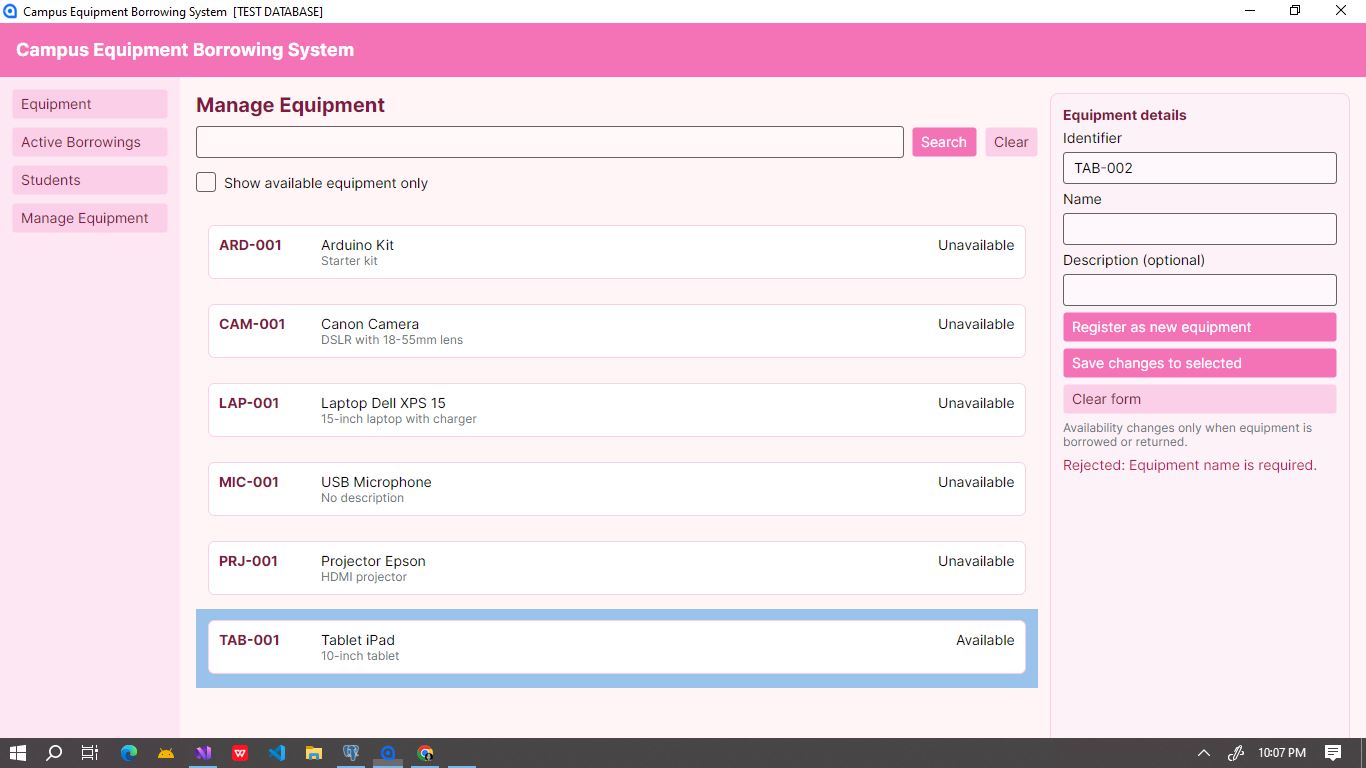 Campus Equipment Borrowing System [TEST DATABASE]
Campus Equipment Borrowing System
Equipment
Active Borrowings
Students
Manage Equipment
Manage Equipment
Search
Clear
Show available equipment only
ARD-001 Arduino Kit Unavailable
Starter kit
CAM-001 Canon Camera Unavailable
DSLR with 18-55mm lens
LAP-001 Laptop Dell XPS 15 Unavailable
15-inch laptop with charger
MIC-001 USB Microphone Unavailable
No description
PRJ-001 Projector Epson Unavailable
HDMI projector
TAB-001 Tablet iPad Available
10-inch tablet
Equipment details
Identifier
TAB-002
Name
Description (optional)
Register as new equipment
Save changes to selected
Clear form
Availability changes only when equipment is
borrowed or returned.
Rejected: Equipment name is required.
10:07 PM